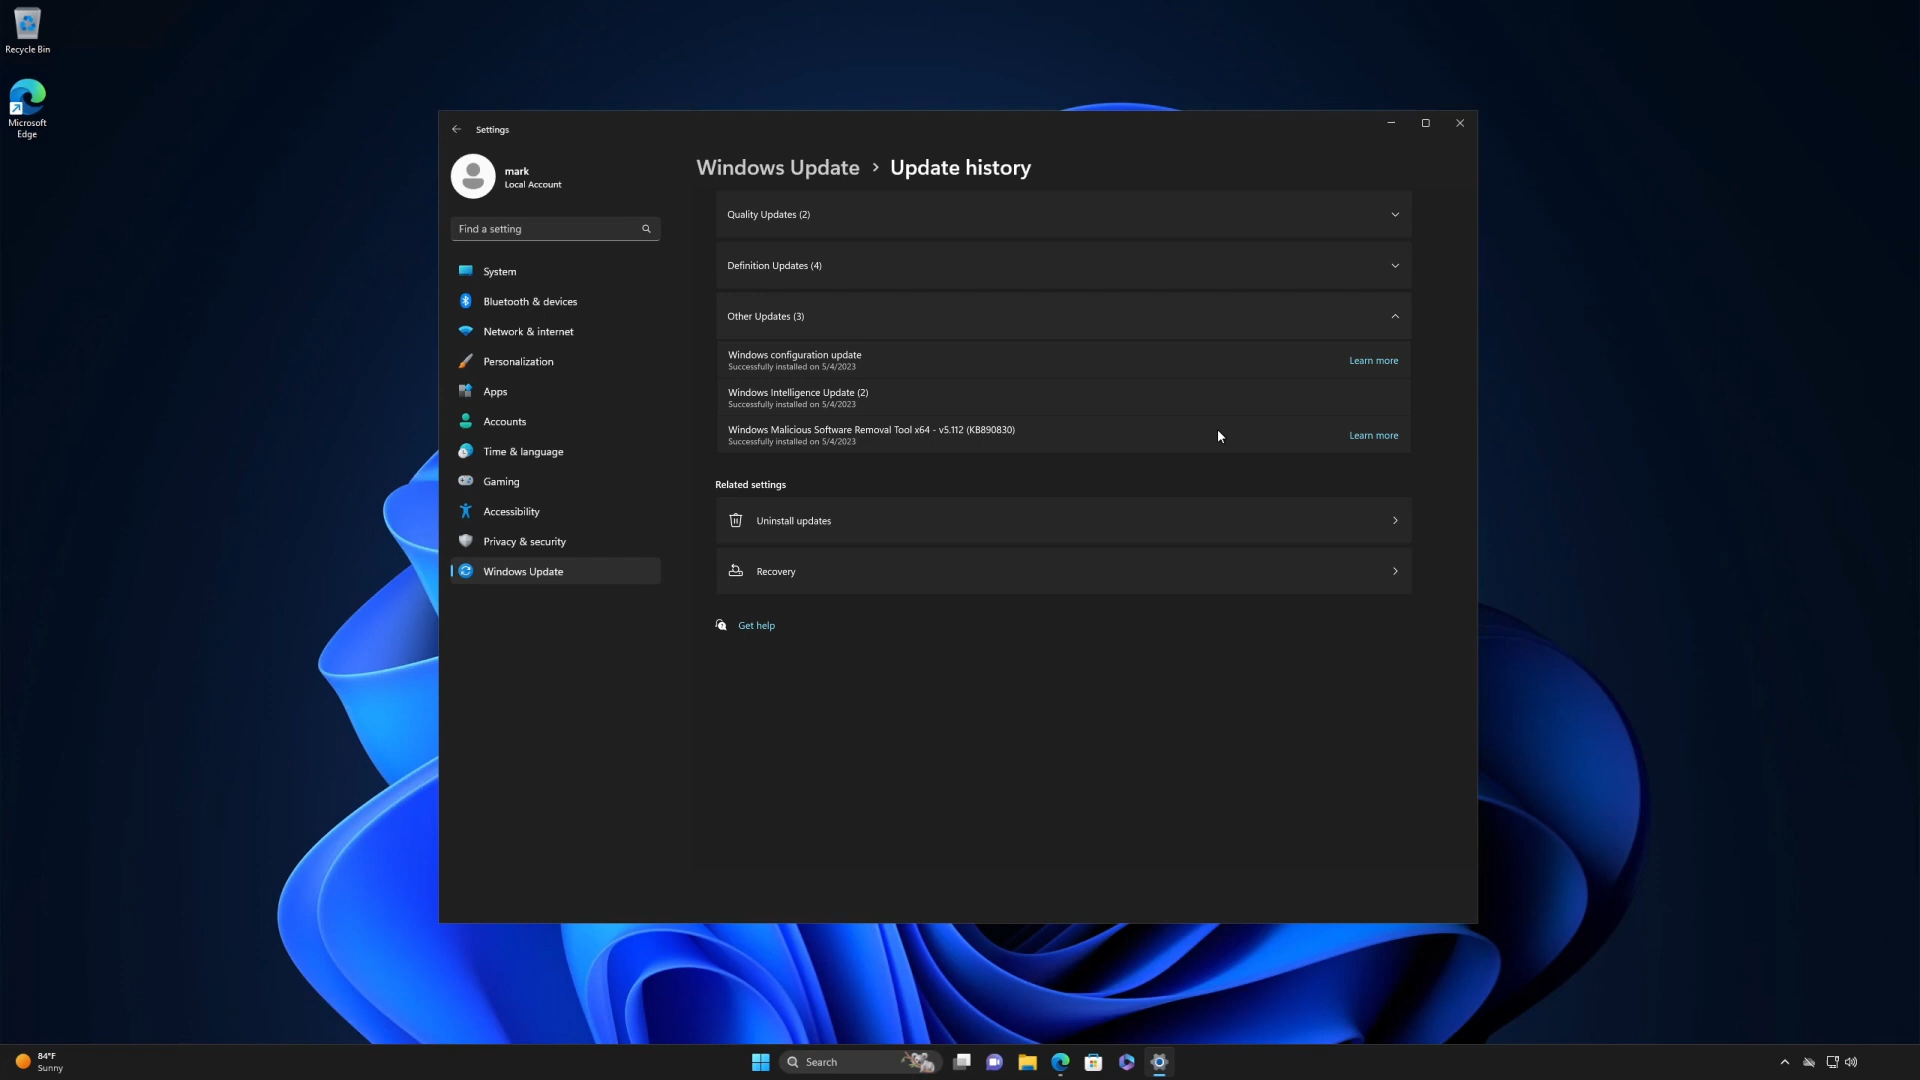 Recycle Bin
Microsoft
Edge
Settings
mark
Local Account
Find a setting
System
Bluetooth & devices
Network & internet
Personalization
Apps
Accounts
Time & language
Gaming
Accessibility
Privacy & security
Windows Update
Windows Update > Update history
Quality Updates (2)
Definition Updates (4)
Other Updates (3)
Windows configuration update
Successfully installed on 5/4/2023
Learn more
Windows Intelligence Update (2)
Successfully installed on 5/4/2023
Windows Malicious Software Removal Tool x64 - v5.112 (KB890830)
Successfully installed on 5/4/2023
Learn more
Related settings
Uninstall updates
Recovery
Get help
84°F
Sunny
Search